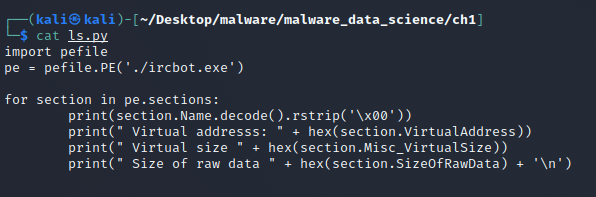 ┌──(kali㉿kali)-[~/Desktop/malware/malware_data_science/ch1]
└─$ cat ls.py
import pefile
pe = pefile.PE('./ircbot.exe')

for section in pe.sections:
        print(section.Name.decode().rstrip('\x00'))
        print(" Virtual addresss: " + hex(section.VirtualAddress))
        print(" Virtual size " + hex(section.Misc_VirtualSize))
        print(" Size of raw data " + hex(section.SizeOfRawData) + '\n')